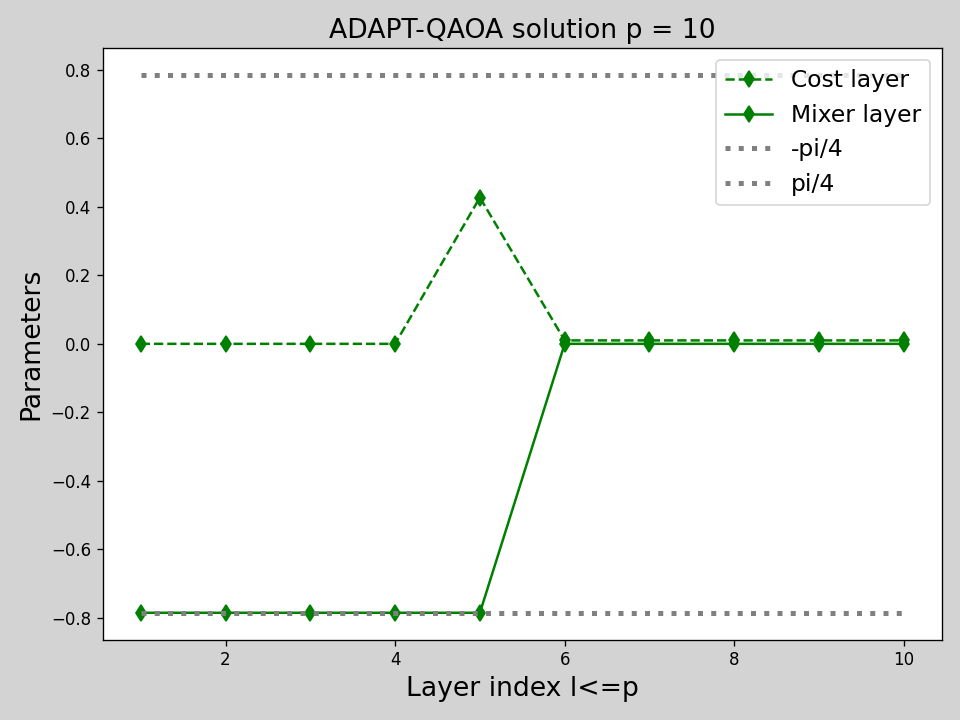 ADAPT-QAOA solution p = 10
Cost layer
Mixer layer
-pi/4
pi/4
Parameters
0.8
0.6
0.4
0.2
0.0
−0.2
−0.4
−0.6
−0.8
2 4 6 8 10
Layer index l<=p